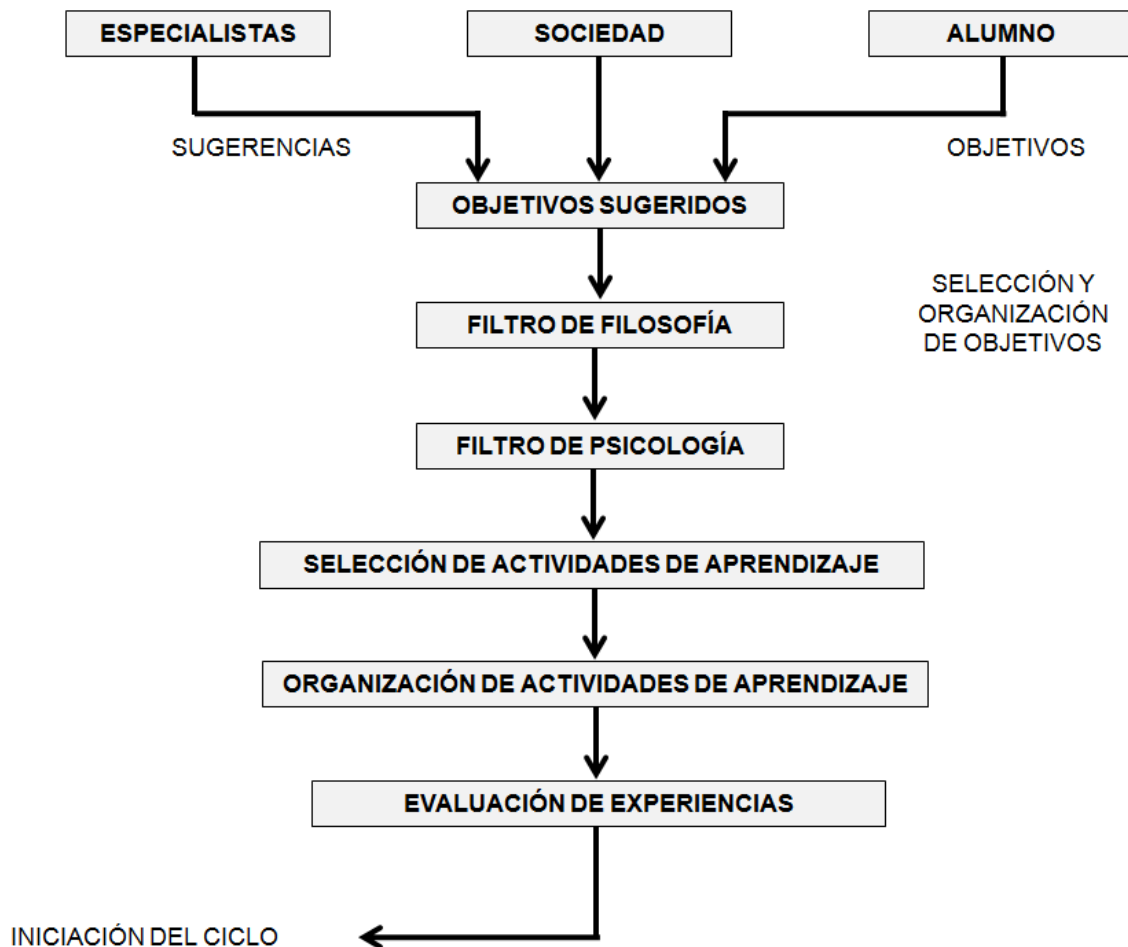 ESPECIALISTAS
SOCIEDAD
ALUMNO
SUGERENCIAS
OBJETIVOS
OBJETIVOS SUGERIDOS
SELECCIÓN Y
ORGANIZACIÓN
DE OBJETIVOS
FILTRO DE FILOSOFÍA
FILTRO DE PSICOLOGÍA
SELECCIÓN DE ACTIVIDADES DE APRENDIZAJE
ORGANIZACIÓN DE ACTIVIDADES DE APRENDIZAJE
EVALUACIÓN DE EXPERIENCIAS
INICIACIÓN DEL CICLO